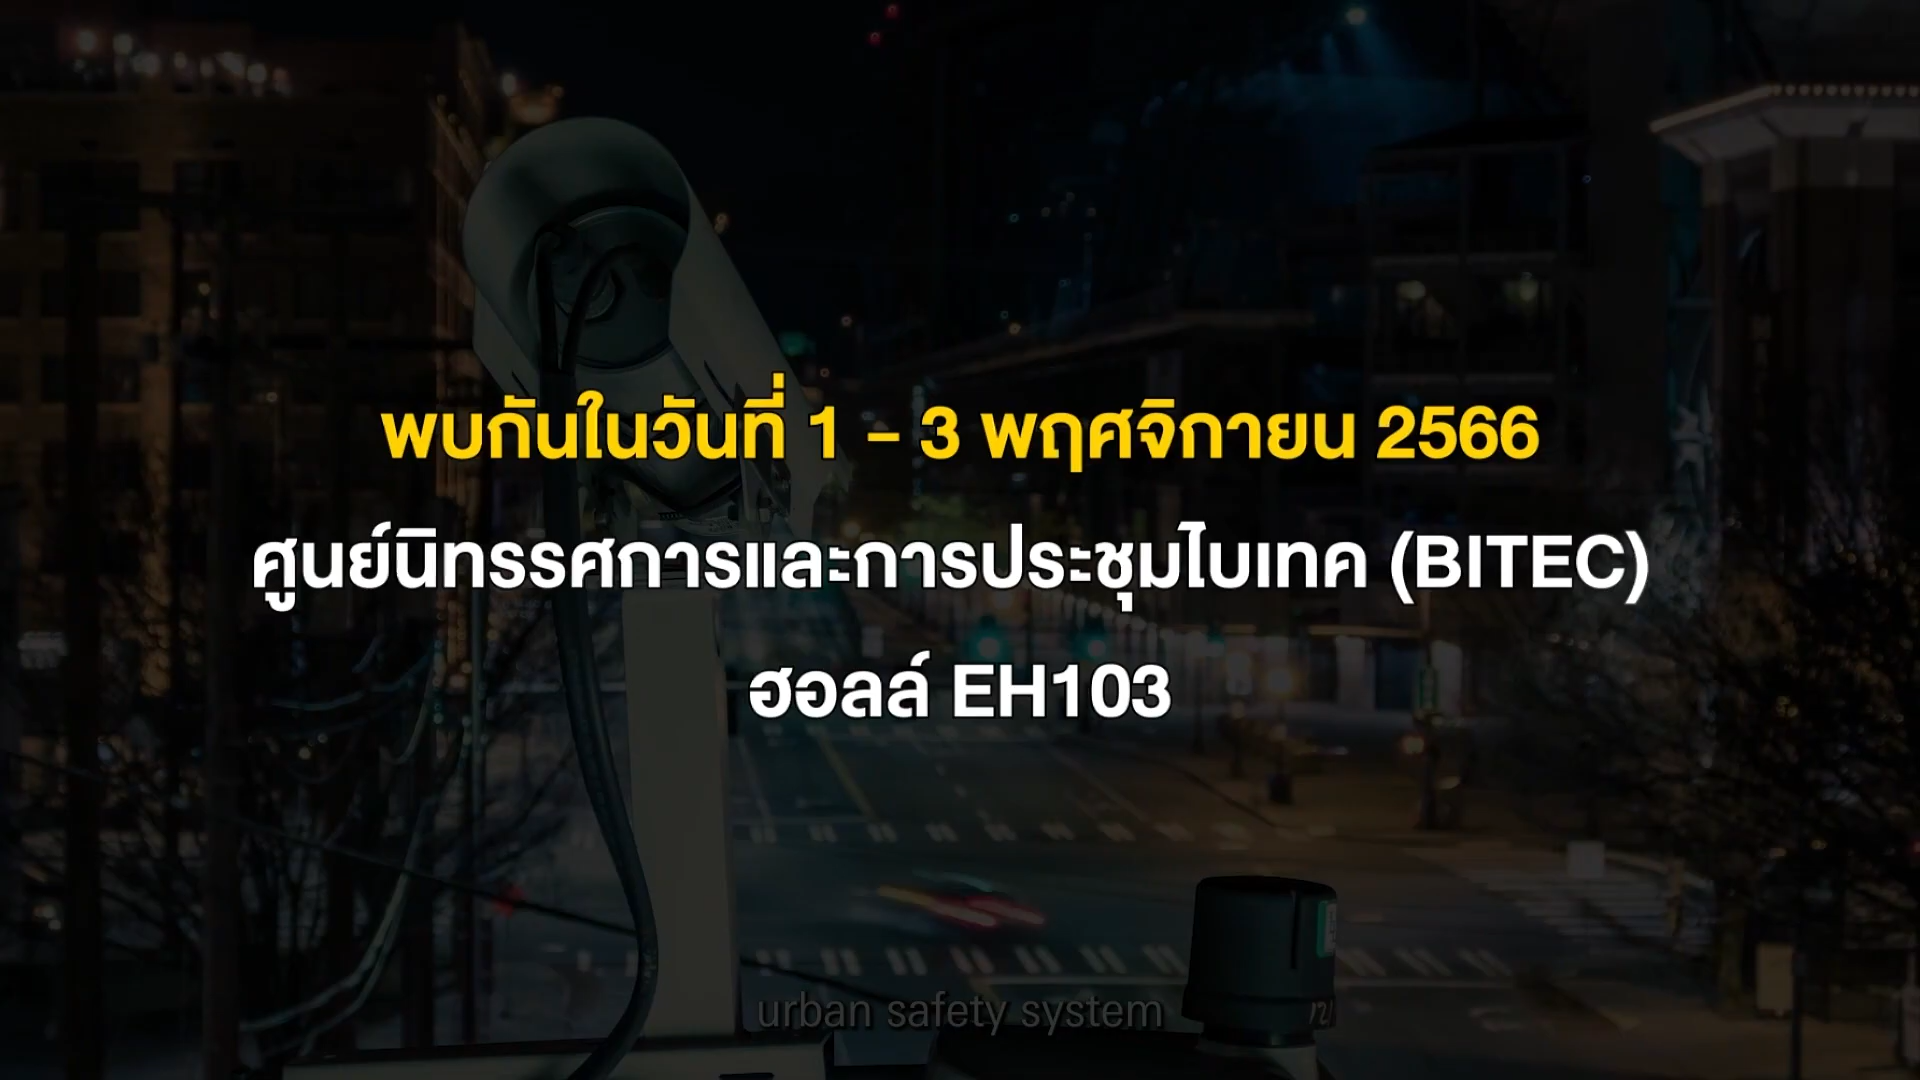 พบกันในวันที่ 1 - 3 พฤศจิกายน 2566
ศูนย์นิทรรศการและการประชุมไบเทค (BITEC)
ฮอลล์ EH103
urban safety system